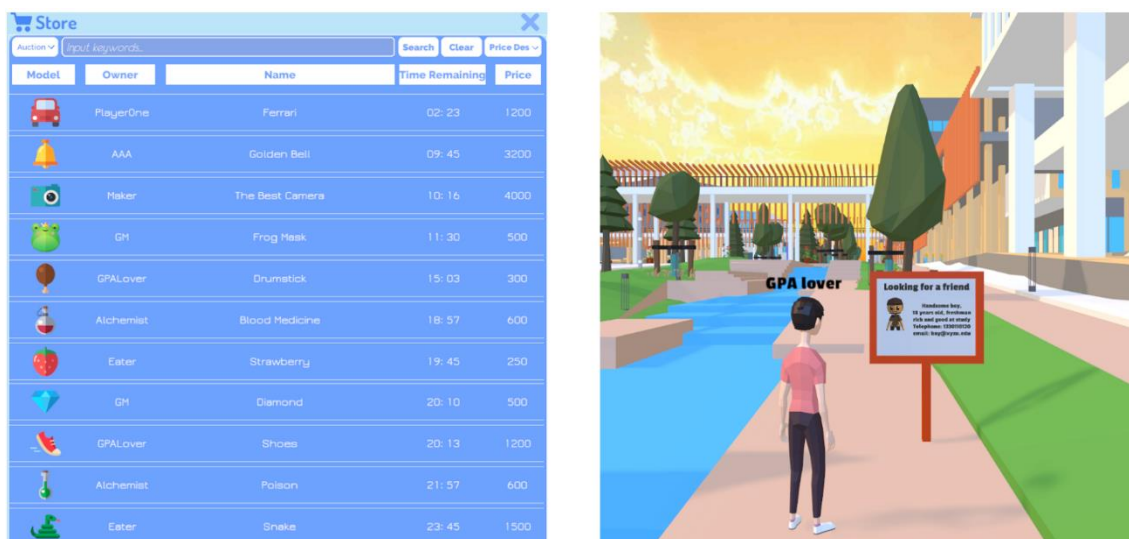 Store
Auction Input keywords... Search Clear Price Des
Model Owner Name Time Remaining Price
PlayerOne Ferrari 02: 23 1200
AAA Golden Bell 09: 45 3200
Maker The Best Camera 10: 16 4000
GM Frog Mask 11: 30 500
GPALover Drumstick 15: 03 300
Alchemist Blood Medicine 18: 57 600
Eater Strawberry 19: 45 250
GM Diamond 20: 10 500
GPALover Shoes 20: 13 1200
Alchemist Poison 21: 57 600
Eater Snake 23: 45 1500
GPA lover
Looking for a friend
Handsome boy,
18 years old, freshman
rich and good at study
Telephone:
email: